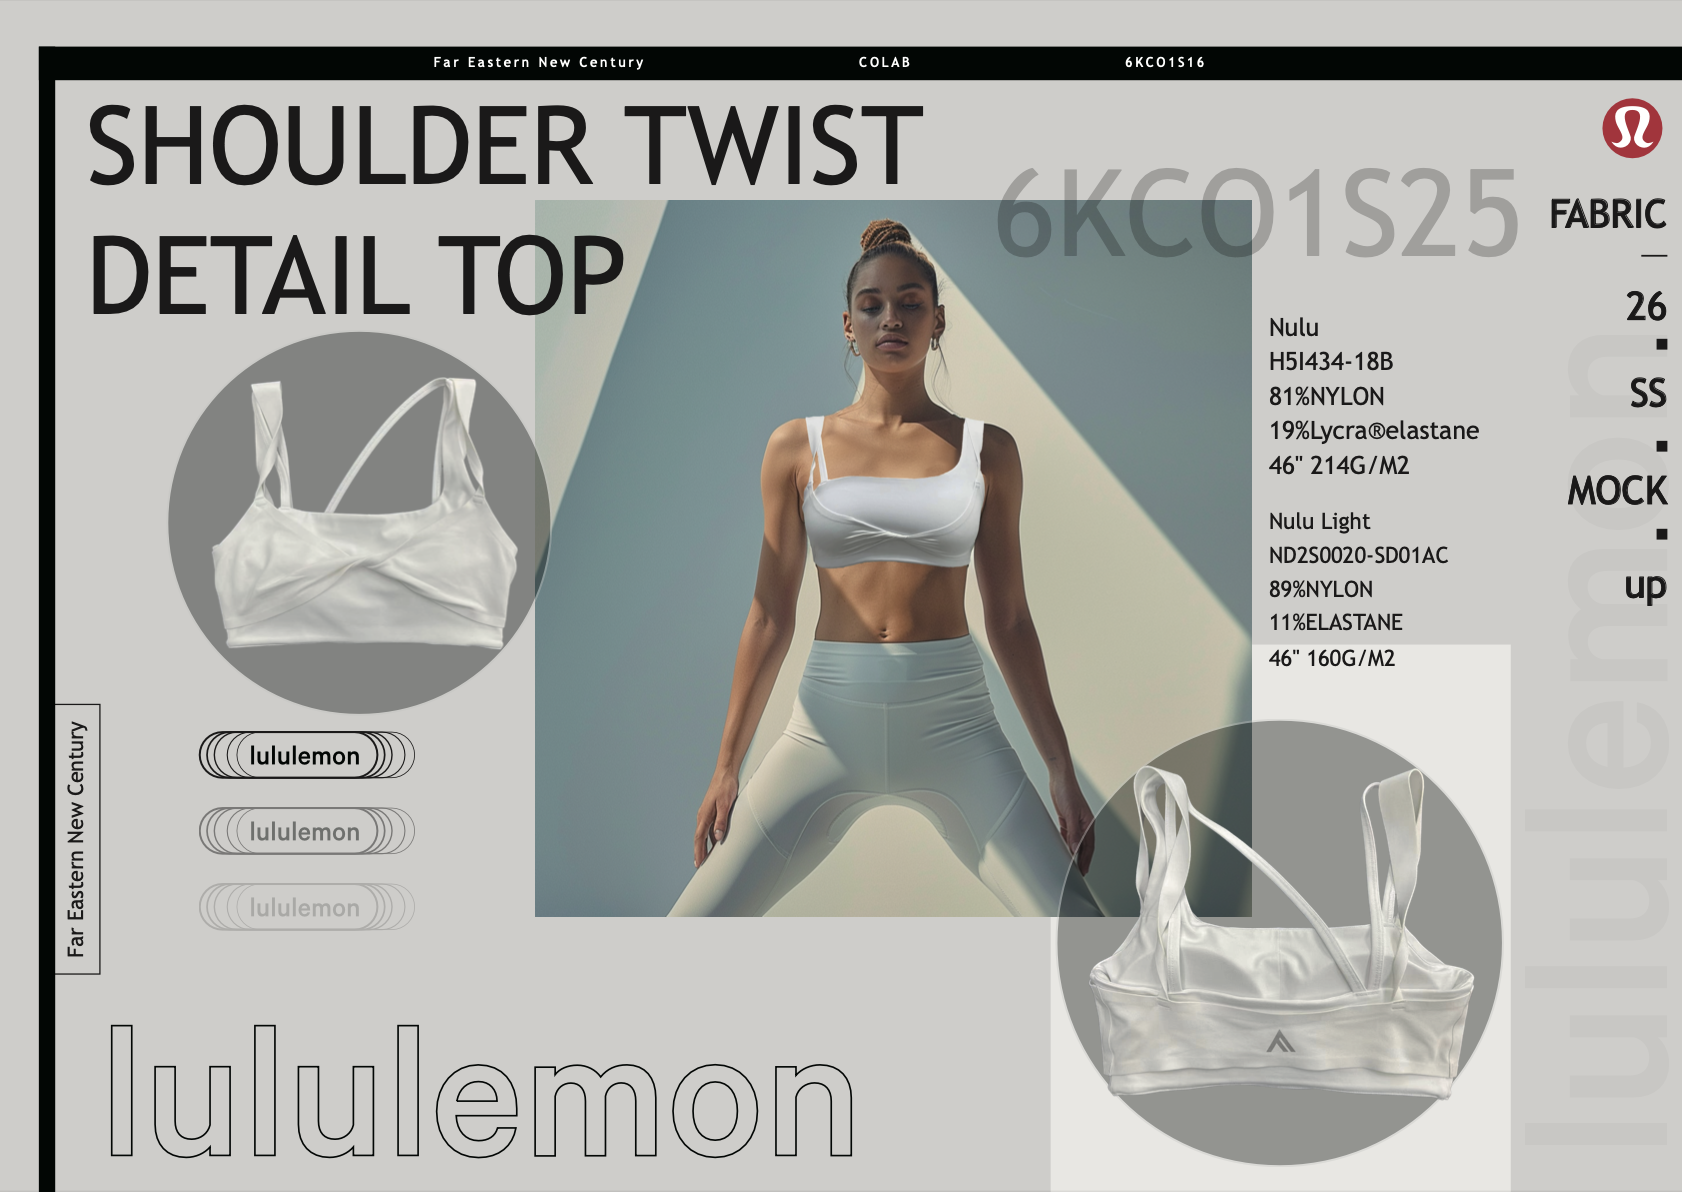 Far Eastern New Century
COLAB
6KCO1S16
SHOULDER TWIST
DETAIL TOP
6KCO1S25
FABRIC
—
26
.
SS
.
MOCK
.
up
Nulu
H5I434-18B
81%NYLON
19%Lycra®elastane
46" 214G/M2
Nulu Light
ND2S0020-SD01AC
89%NYLON
11%ELASTANE
46" 160G/M2
Far Eastern New Century
lululemon
lululemon
lululemon
lululemon
lululemon